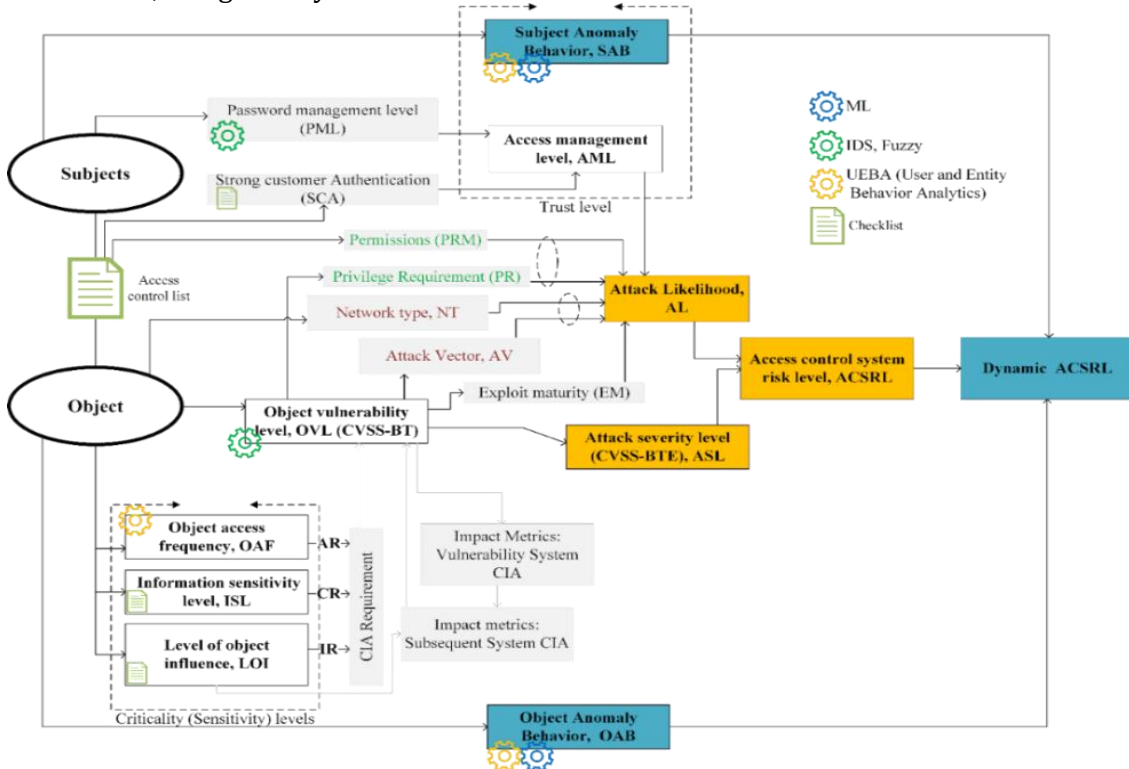 Subject Anomaly
Behavior, SAB
ML
Password management level
(PML)
IDS, Fuzzy
Access management
level, AML
Subjects
UEBA (User and Entity
Behavior Analytics)
Strong customer Authentication
(SCA)
Trust level
Checklist
Permissions (PRM)
Access
control list
Privilege Requirement (PR)
Attack Likelihood,
AL
Network type, NT
Attack Vector, AV
Access control system
risk level, ACSRL
Dynamic ACSRL
Exploit maturity (EM)
Object
Object vulnerability
level, OVL (CVSS-BT)
Attack severity level
(CVSS-BTE), ASL
Object access
frequency, OAF
AR
Impact Metrics:
Vulnerability System
CIA
Information sensitivity
level, ISL
CR
CIA Requirement
Level of object
influence, LOI
IR
Impact metrics:
Subsequent System CIA
Criticality (Sensitivity) levels
Object Anomaly
Behavior, OAB